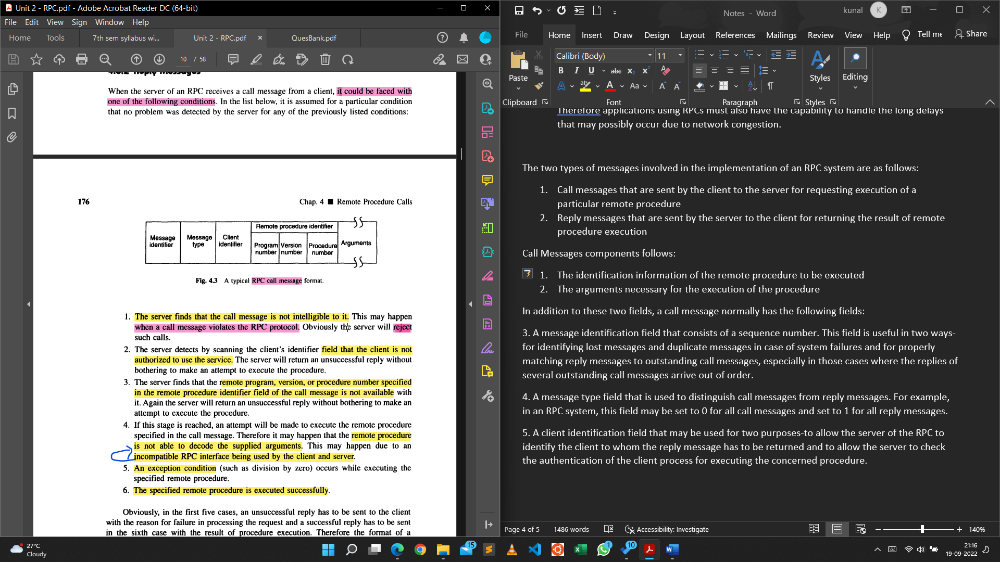 Unit 2 - RPC.pdf - Adobe Acrobat Reader DC (64-bit)
File Edit View Sign Window Help
Home Tools 7th sem syllabus wi... Unit 2 - RPC.pdf × QuesBank.pdf
10 / 58
4.6.2 Reply Messages
When the server of an RPC receives a call message from a client, it could be faced with
one of the following conditions. In the list below, it is assumed for a particular condition
that no problem was detected by the server for any of the previously listed conditions:
176 Chap. 4 ■ Remote Procedure Calls
Message identifier
Message type
Client identifier
Remote procedure identifier
Program number
Version number
Procedure number
Arguments
Fig. 4.3 A typical RPC call message format.
1. The server finds that the call message is not intelligible to it. This may happen
when a call message violates the RPC protocol. Obviously the server will reject
such calls.
2. The server detects by scanning the client's identifier field that the client is not
authorized to use the service. The server will return an unsuccessful reply without
bothering to make an attempt to execute the procedure.
3. The server finds that the remote program, version, or procedure number specified
in the remote procedure identifier field of the call message is not available with
it. Again the server will return an unsuccessful reply without bothering to make an
attempt to execute the procedure.
4. If this stage is reached, an attempt will be made to execute the remote procedure
specified in the call message. Therefore it may happen that the remote procedure
is not able to decode the supplied arguments. This may happen due to an
incompatible RPC interface being used by the client and server.
5. An exception condition (such as division by zero) occurs while executing the
specified remote procedure.
6. The specified remote procedure is executed successfully.
Obviously, in the first five cases, an unsuccessful reply has to be sent to the client
with the reason for failure in processing the request and a successful reply has to be sent
in the sixth case with the result of procedure execution. Therefore the format of a
Notes - Word
kunal K
File Home Insert Draw Design Layout References Mailings Review View Help Tell me Share
Paste
Calibri (Body) 11
Styles
Editing
Clipboard Font Paragraph Styles
Therefore applications using RPCs must also have the capability to handle the long delays
that may possibly occur due to network congestion.
The two types of messages involved in the implementation of an RPC system are as follows:
1. Call messages that are sent by the client to the server for requesting execution of a
particular remote procedure
2. Reply messages that are sent by the server to the client for returning the result of remote
procedure execution
Call Messages components follows:
1. The identification information of the remote procedure to be executed
2. The arguments necessary for the execution of the procedure
In addition to these two fields, a call message normally has the following fields:
3. A message identification field that consists of a sequence number. This field is useful in two ways-
for identifying lost messages and duplicate messages in case of system failures and for properly
matching reply messages to outstanding call messages, especially in those cases where the replies of
several outstanding call messages arrive out of order.
4. A message type field that is used to distinguish call messages from reply messages. For example,
in an RPC system, this field may be set to 0 for all call messages and set to 1 for all reply messages.
5. A client identification field that may be used for two purposes-to allow the server of the RPC to
identify the client to whom the reply message has to be returned and to allow the server to check
the authentication of the client process for executing the concerned procedure.
Page 4 of 5 1486 words Accessibility: Investigate 140%
27°C
Cloudy
15
1
10
21:16
19-09-2022